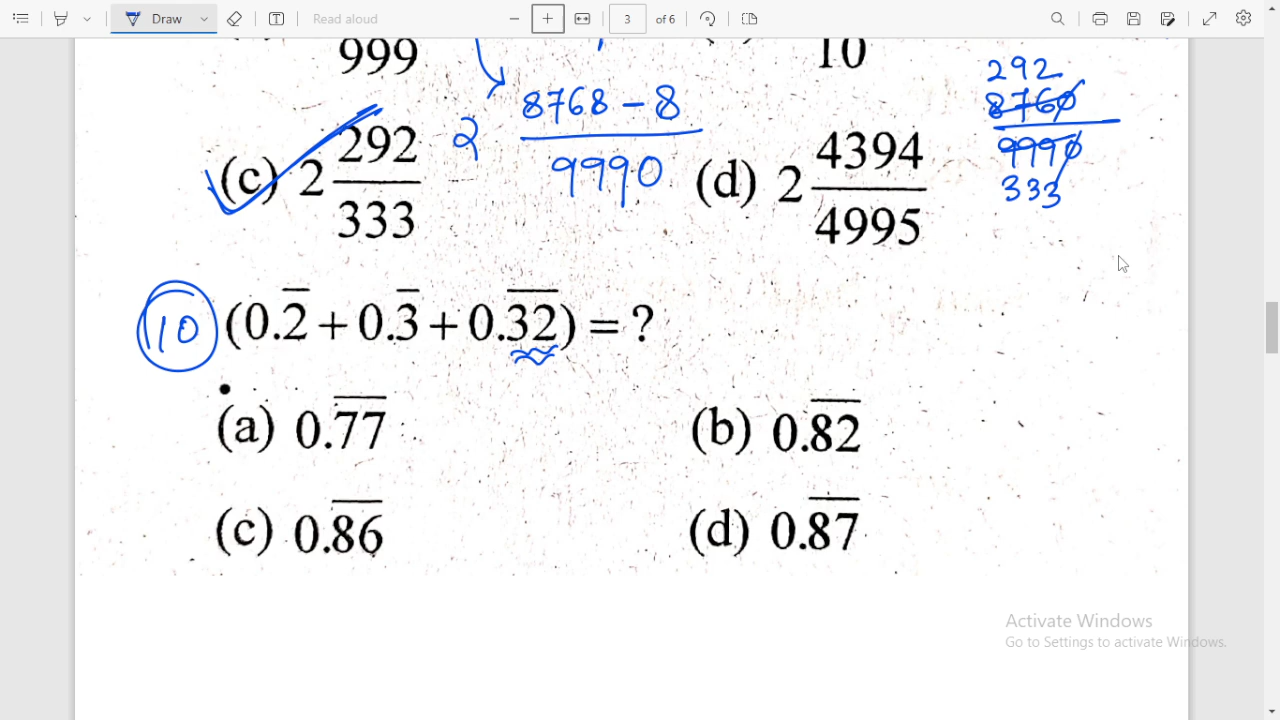 Draw
Read aloud
3 of 6
999
10
292
8760
9990
333
(c) 2 292/333
2 8768 - 8 / 9990
(d) 2 4394/4995
10 (0.2̅ + 0.3̅ + 0.3̅2̅) = ?
(a) 0.7̅7̅
(b) 0.8̅2̅
(c) 0.8̅6̅
(d) 0.8̅7̅
Activate Windows
Go to Settings to activate Windows.